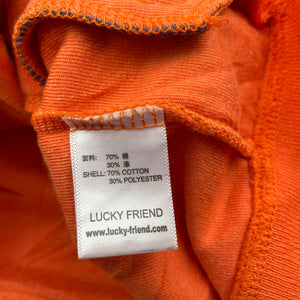 面料: 70% 棉
30% 涤
SHELL: 70% COTTON
30% POLYESTER
LUCKY FRIEND
www.lucky-friend.com